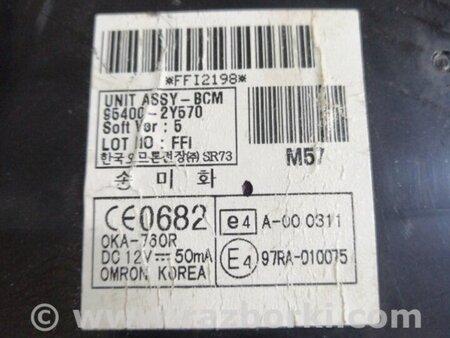 *FFI2198*
UNIT ASSY-BCM
95400-2Y570
Soft Ver : 5
LOT NO : FFI
한국오므론전장(㈜) SR73
M57
송미화
CE0682
OKA-760R
DC 12V 50mA
OMRON KOREA
e4 A-00 0311
E4 97RA-010075
© www.razborki.com